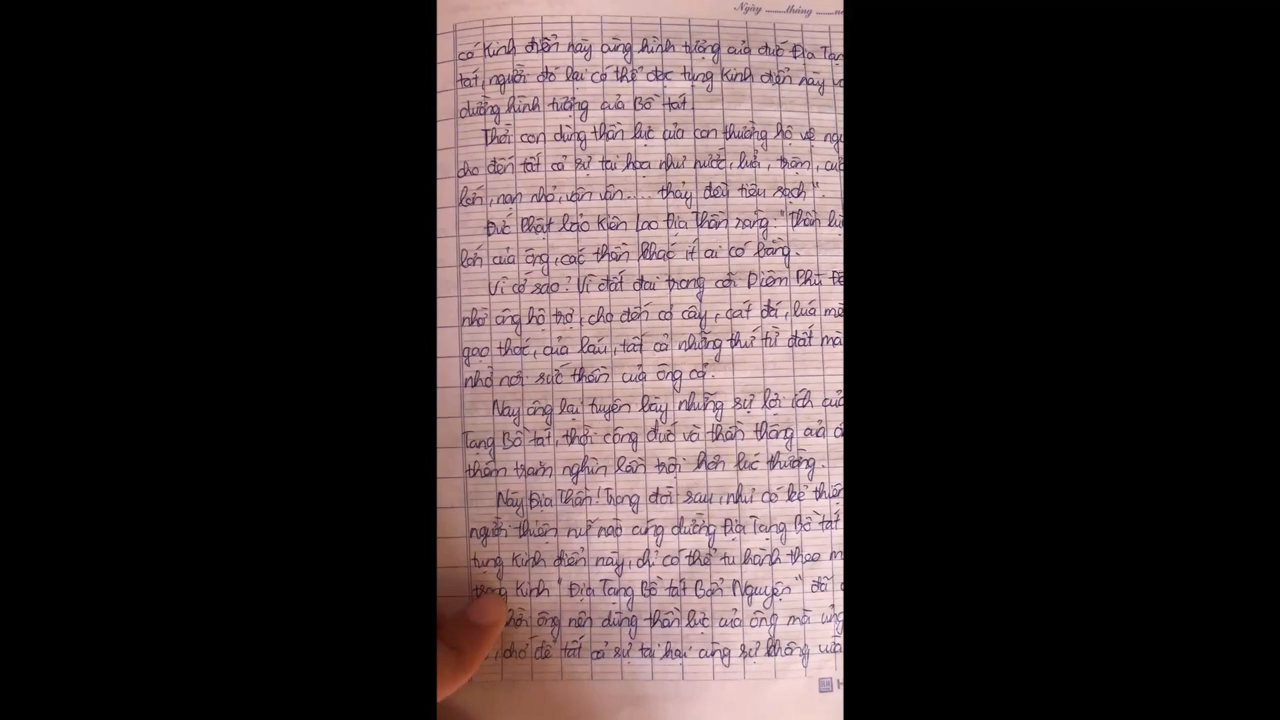 Ngày ........tháng .......n
có Kinh điển này cùng hình tượng của đức Địa Tạn
tát, người đó lại có thể đọc tụng Kinh điển này v
dường hình tượng của Bồ tát.
Thời con dùng thần lực của con thường hộ vệ ngư
cho đến tất cả sự tai họa như nước, lửa, trộm, cướ
lớn, nạn nhỏ, vân vân.... thảy đều tiêu sạch".
Đức Phật bảo Kiên Lao Địa Thần rằng: "Thần lự
lớn của ông, các thần khác ít ai có bằng.
Vì cớ sao? Vì đất đai trong cõi Diêm Phù Đề
nhờ ông hộ trợ, cho đến cỏ cây, cát đá, lúa mè
gạo thóc, của báu, tất cả những thứ từ đất mà
nhờ nơi sức thần của ông cả.
Nay ông lại tuyên bày những sự lợi ích của
Tạng Bồ tát, thời công đức và thần thông của ô
thêm trăm nghìn lần trội hơn lúc thường.
Này Địa Thần! Trong đời sau, như có kẻ thiện
người thiện nữ nào cúng dường Địa Tạng Bồ tát
tụng Kinh điển này, chỉ có thể tu hành theo m
trong Kinh "Địa Tạng Bồ tát Bổn Nguyện" đã
hời ông nên dùng thần lực của ông mà ủng
, chớ để tất cả sự tai hại cùng sự không vừa
H